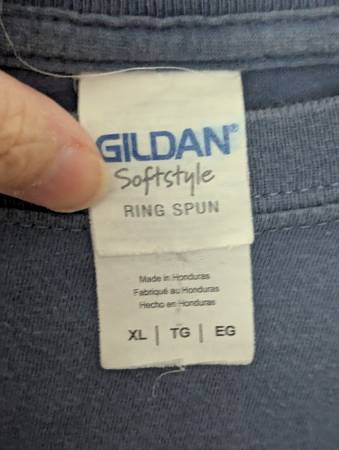 GILDAN®
Softstyle
RING SPUN
Made in Honduras
Fabriqué au Honduras
Hecho en Honduras
XL | TG | EG